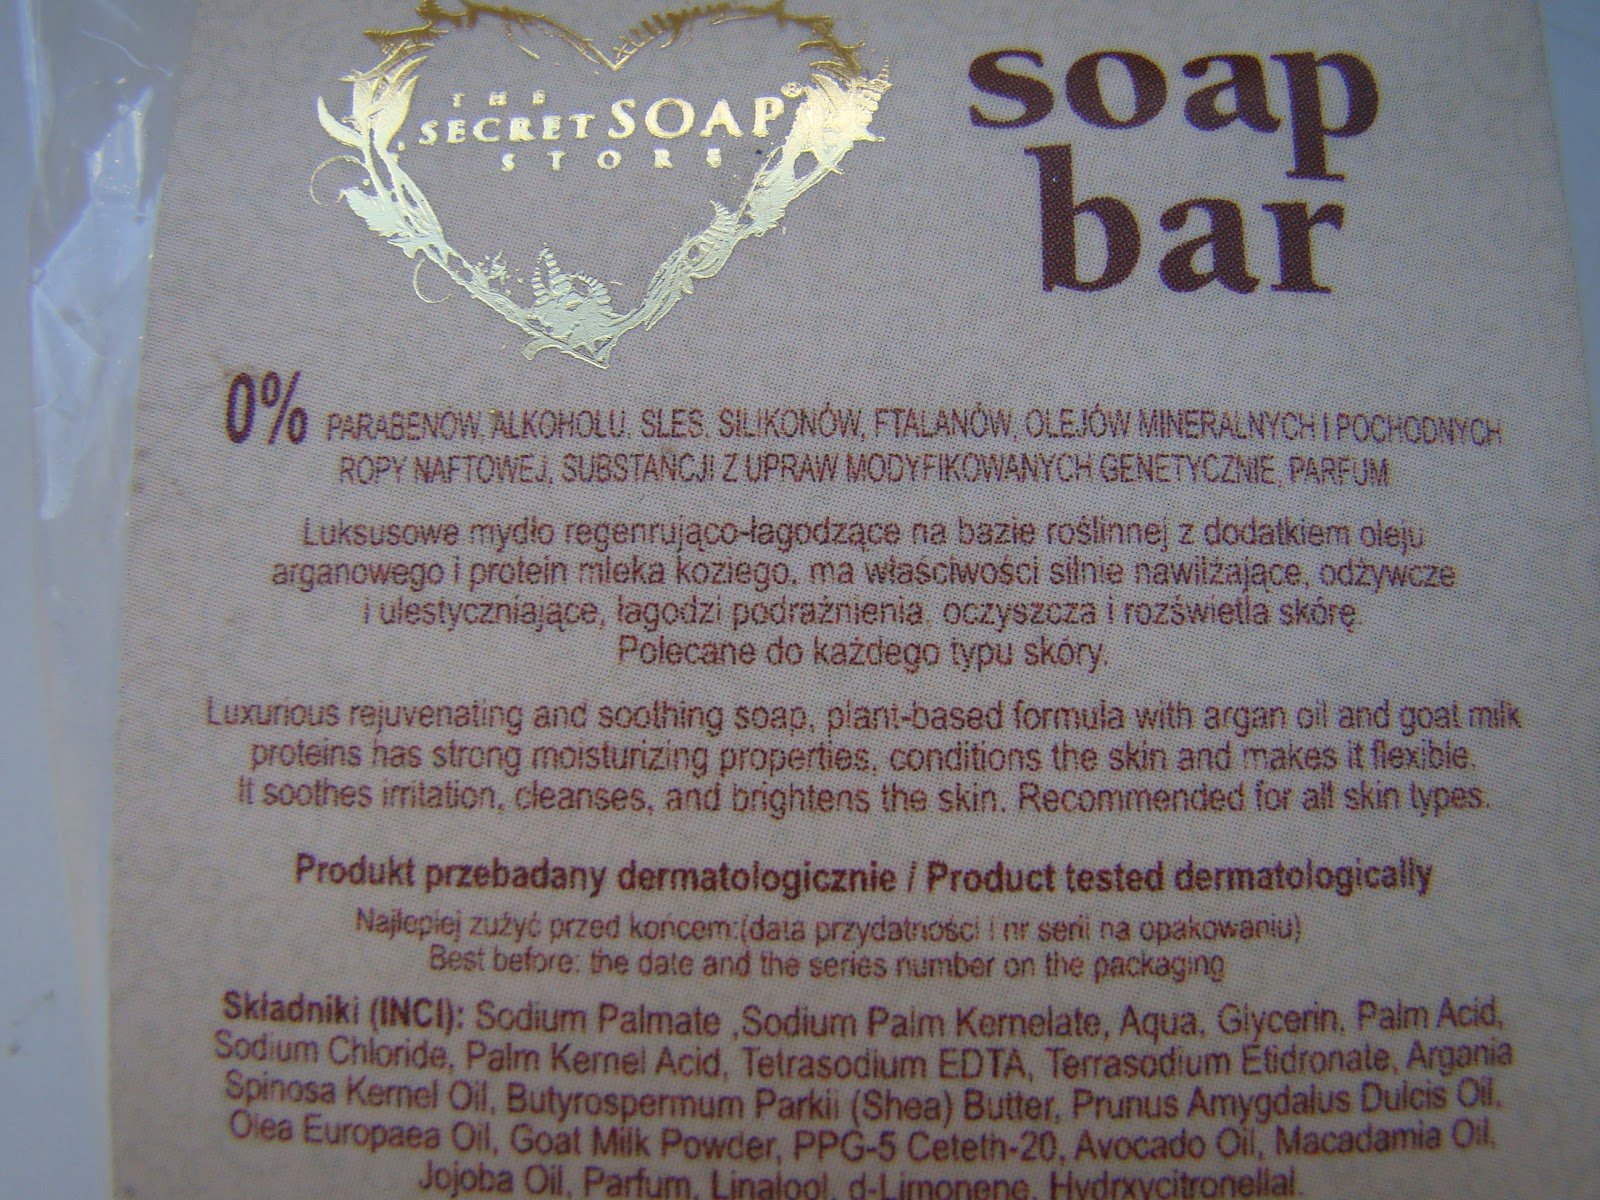 THE
SECRET SOAP®
STORE
soap
bar
0% PARABENÓW, ALKOHOLU, SLES, SILIKONÓW, FTALANÓW, OLEJÓW MINERALNYCH I POCHODNYCH
ROPY NAFTOWEJ, SUBSTANCJI Z UPRAW MODYFIKOWANYCH GENETYCZNIE, PARFUM
Luksusowe mydło regenrująco-łagodzące na bazie roślinnej z dodatkiem oleju
arganowego i protein mleka koziego, ma właściwości silnie nawilżające, odżywcze
i ulestyczniające, łagodzi podrażnienia, oczyszcza i rozświetla skórę.
Polecane do każdego typu skóry.
Luxurious rejuvenating and soothing soap, plant-based formula with argan oil and goat milk
proteins has strong moisturizing properties, conditions the skin and makes it flexible.
It soothes irritation, cleanses, and brightens the skin. Recommended for all skin types.
Produkt przebadany dermatologicznie / Product tested dermatologically
Najlepiej zużyć przed końcem:(data przydatności i nr serii na opakowaniu)
Best before: the date and the series number on the packaging
Składniki (INCI): Sodium Palmate ,Sodium Palm Kernelate, Aqua, Glycerin, Palm Acid,
Sodium Chloride, Palm Kernel Acid, Tetrasodium EDTA, Terrasodium Etidronate, Argania
Spinosa Kernel Oil, Butyrospermum Parkii (Shea) Butter, Prunus Amygdalus Dulcis Oil,
Olea Europaea Oil, Goat Milk Powder, PPG-5 Ceteth-20, Avocado Oil, Macadamia Oil,
Jojoba Oil, Parfum, Linalool, d-Limonene, Hydrxycitronellal.